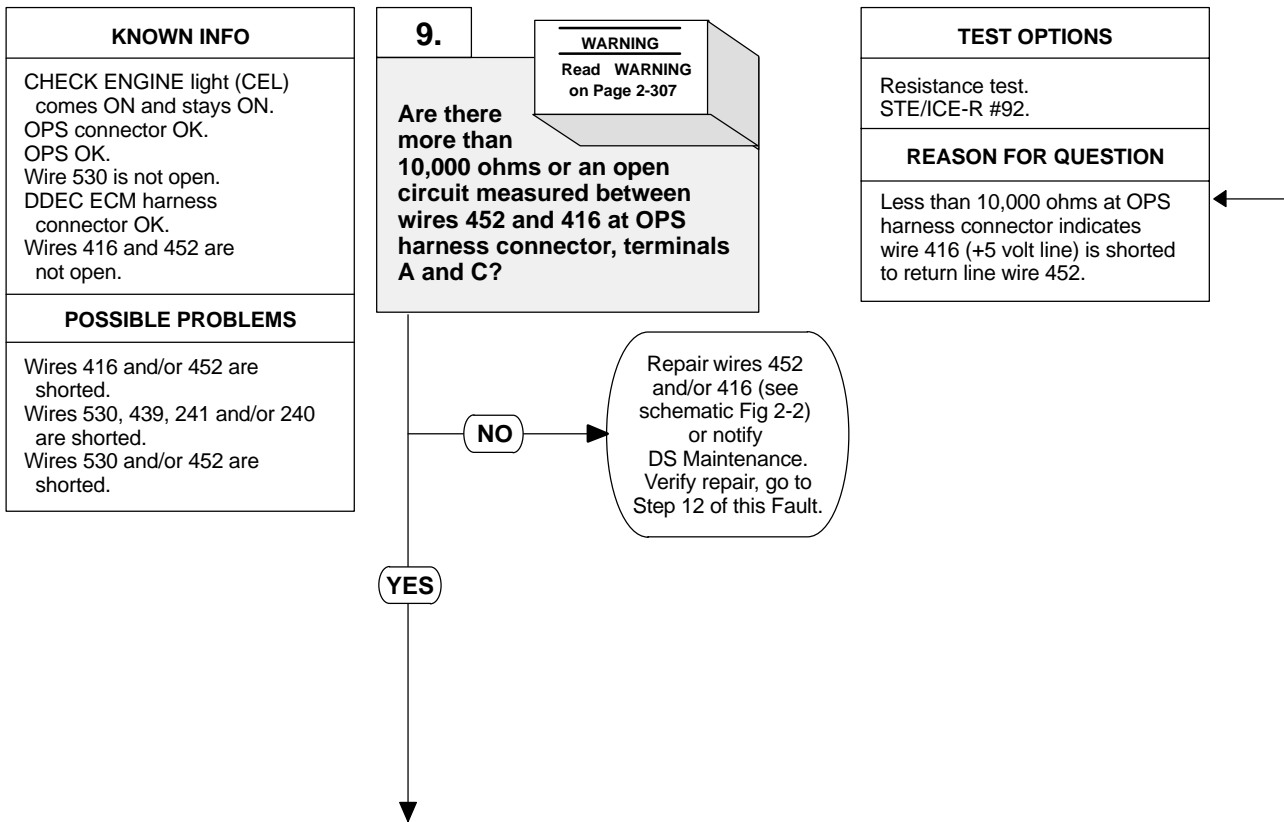 KNOWN INFO
CHECK ENGINE light (CEL)
comes ON and stays ON.
OPS connector OK.
OPS OK.
Wire 530 is not open.
DDEC ECM harness
connector OK.
Wires 416 and 452 are
not open.
POSSIBLE PROBLEMS
Wires 416 and/or 452 are
shorted.
Wires 530, 439, 241 and/or 240
are shorted.
Wires 530 and/or 452 are
shorted.
9.
WARNING
Read WARNING
on Page 2-307
Are there
more than
10,000 ohms or an open
circuit measured between
wires 452 and 416 at OPS
harness connector, terminals
A and C?
TEST OPTIONS
Resistance test.
STE/ICE-R #92.
REASON FOR QUESTION
Less than 10,000 ohms at OPS
harness connector indicates
wire 416 (+5 volt line) is shorted
to return line wire 452.
NO
Repair wires 452
and/or 416 (see
schematic Fig 2-2)
or notify
DS Maintenance.
Verify repair, go to
Step 12 of this Fault.
YES